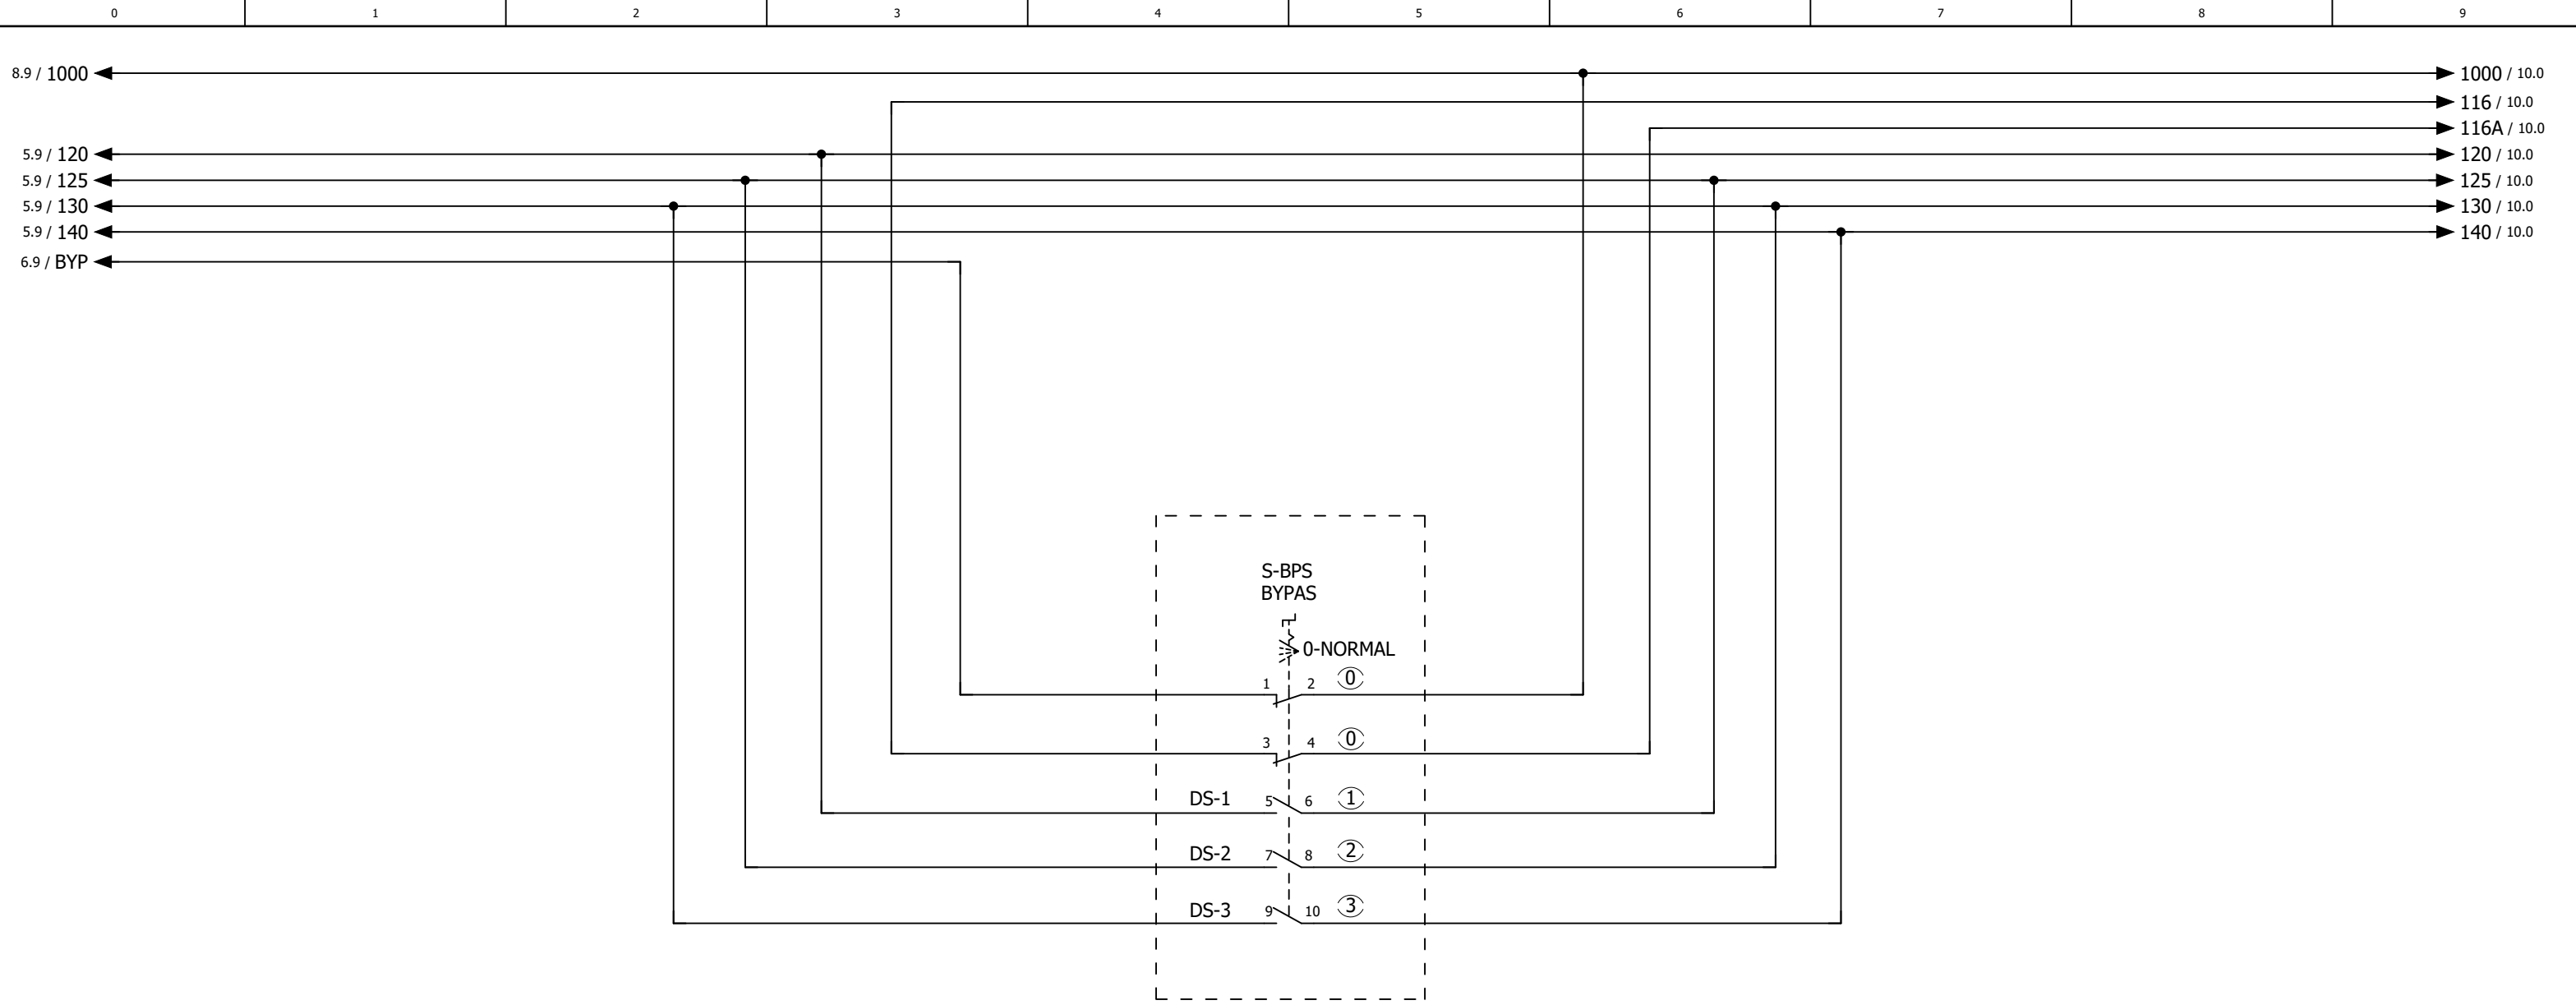 0 1 2 3 4 5 6 7 8 9
8.9 / 1000 1000 / 10.0
116 / 10.0
116A / 10.0
5.9 / 120 120 / 10.0
5.9 / 125 125 / 10.0
5.9 / 130 130 / 10.0
5.9 / 140 140 / 10.0
6.9 / BYP
S-BPS
BYPAS
0-NORMAL
1 2 0
3 4 0
DS-1 5 6 1
DS-2 7 8 2
DS-3 9 10 3